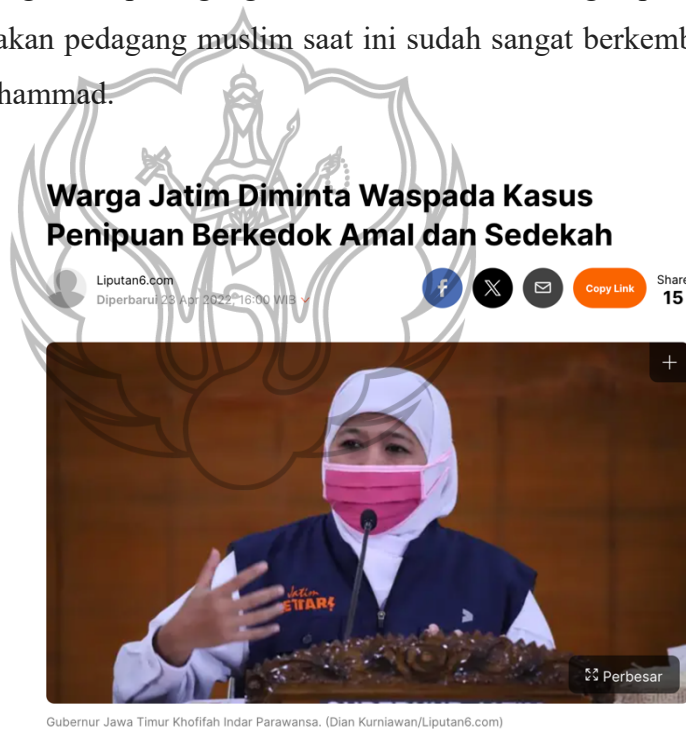 akan pedagang muslim saat ini sudah sangat berkemb
hammad.
Warga Jatim Diminta Waspada Kasus
Penipuan Berkedok Amal dan Sedekah
Liputan6.com
Diperbarui 23 Apr 2022, 16:00 WIB
Copy Link
Share
15
Jatim
CETTAR
Perbesar
Gubernur Jawa Timur Khofifah Indar Parawansa. (Dian Kurniawan/Liputan6.com)